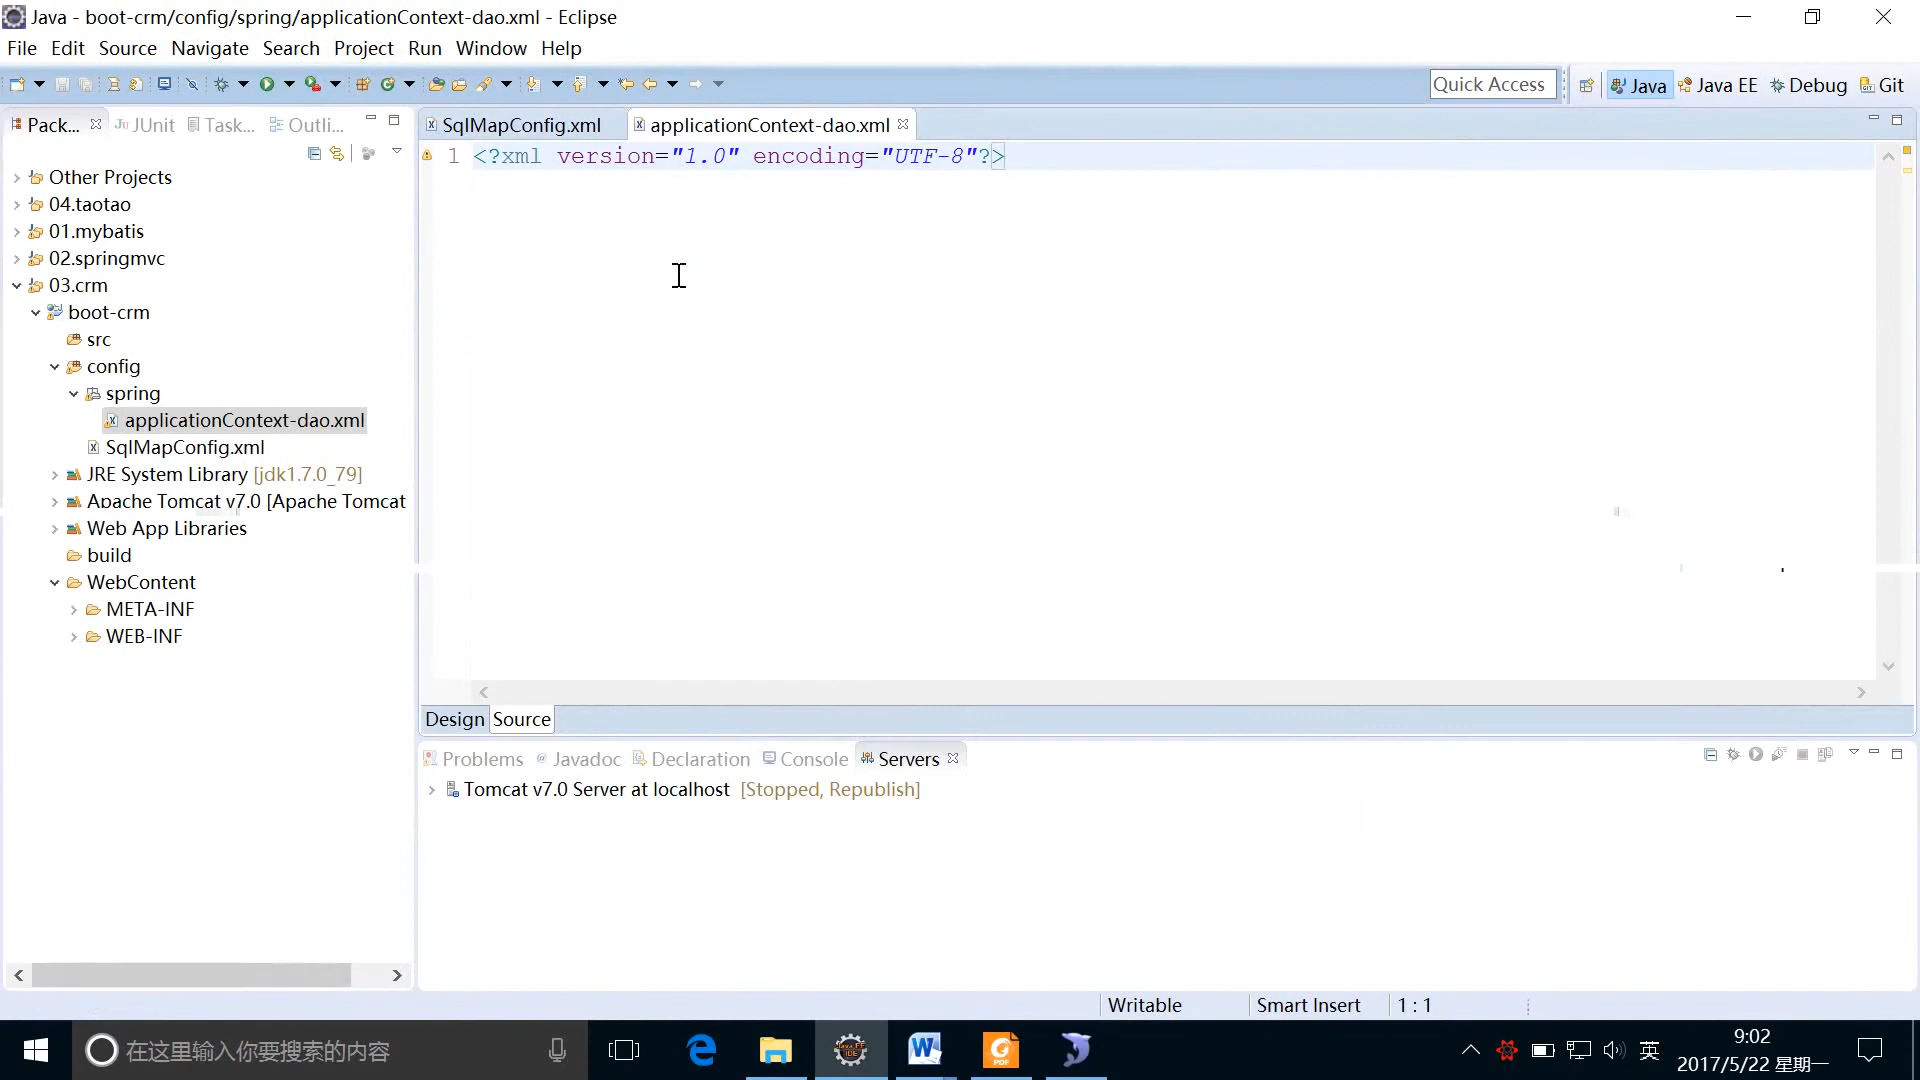 Java - boot-crm/config/spring/applicationContext-dao.xml - Eclipse
File Edit Source Navigate Search Project Run Window Help
Quick Access Java Java EE Debug Git
Pack... JUnit Task... Outli...
SqlMapConfig.xml applicationContext-dao.xml
1 <?xml version="1.0" encoding="UTF-8"?>
Other Projects
04.taotao
01.mybatis
02.springmvc
03.crm
boot-crm
src
config
spring
applicationContext-dao.xml
SqlMapConfig.xml
JRE System Library [jdk1.7.0_79]
Apache Tomcat v7.0 [Apache Tomcat
Web App Libraries
build
WebContent
META-INF
WEB-INF
Design Source
Problems Javadoc Declaration Console Servers
Tomcat v7.0 Server at localhost [Stopped, Republish]
Writable Smart Insert 1 : 1
在这里输入你要搜索的内容
英
9:02
2017/5/22 星期一